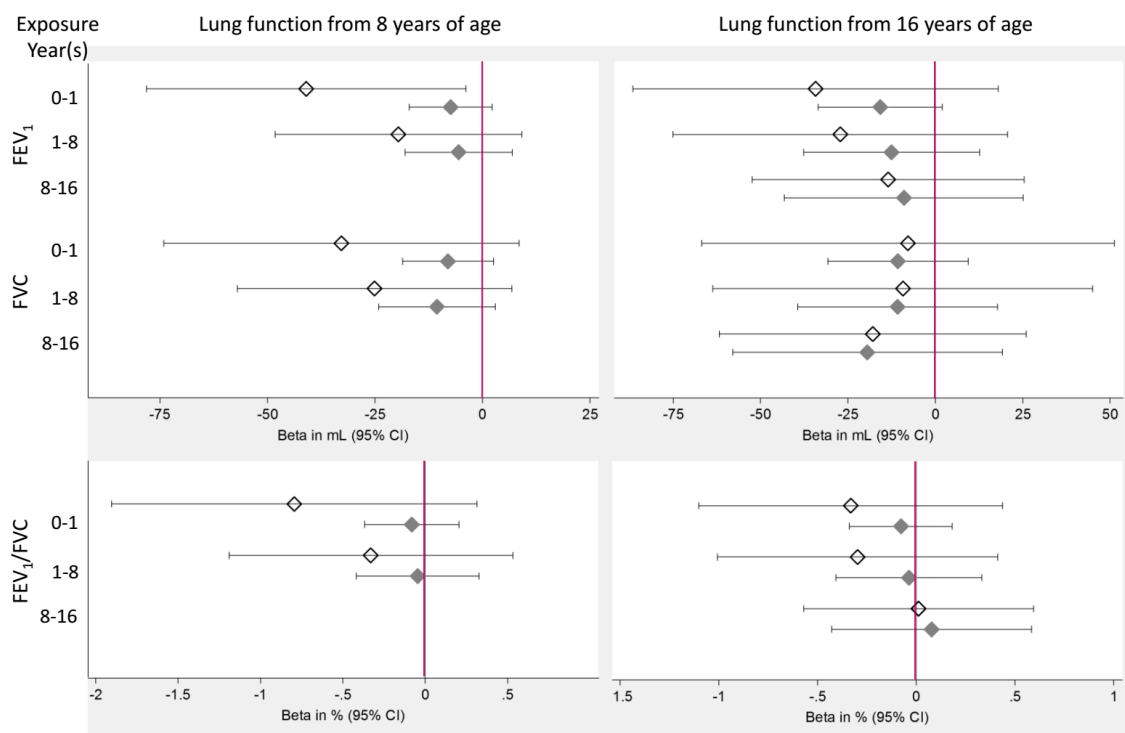 Exposure
Year(s)
Lung function from 8 years of age
Lung function from 16 years of age
FEV1
0-1
1-8
8-16
FVC
0-1
1-8
8-16
-75 -50 -25 0 25
Beta in mL (95% CI)
-75 -50 -25 0 25 50
Beta in mL (95% CI)
FEV1/FVC
0-1
1-8
8-16
-2 -1.5 -1 -.5 0 .5
Beta in % (95% CI)
1.5 -1 -.5 0 .5 1
Beta in % (95% CI)